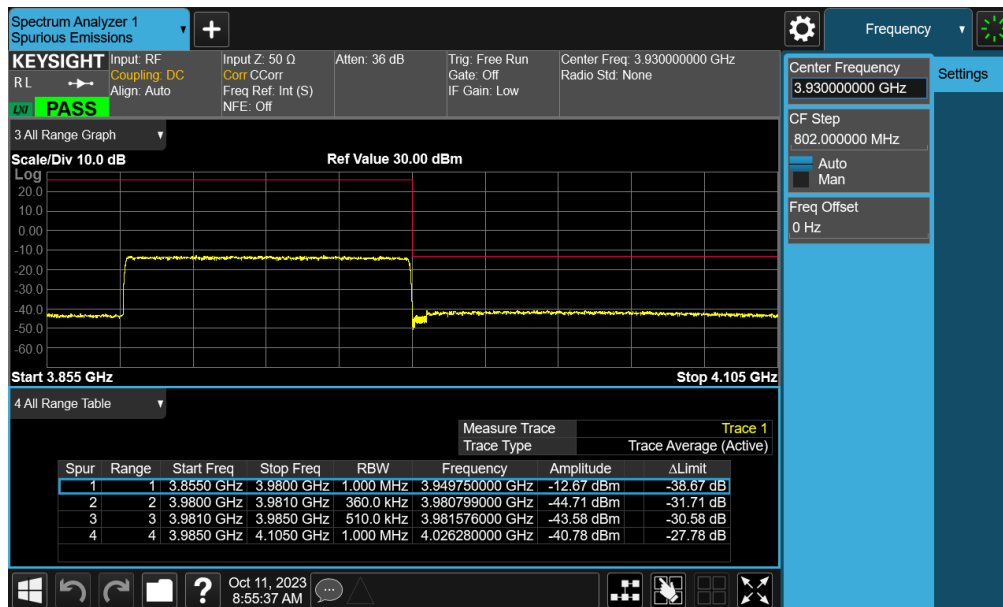 Spectrum Analyzer 1
Spurious Emissions
Frequency
KEYSIGHT
R L
LXI
PASS
Input: RF
Coupling: DC
Align: Auto
Input Z: 50 Ω
Corr CCorr
Freq Ref: Int (S)
NFE: Off
Atten: 36 dB
Trig: Free Run
Gate: Off
IF Gain: Low
Center Freq: 3.930000000 GHz
Radio Std: None
Center Frequency
3.930000000 GHz
Settings
CF Step
802.000000 MHz
Auto
Man
Freq Offset
0 Hz
3 All Range Graph
Scale/Div 10.0 dB
Ref Value 30.00 dBm
Log
20.0
10.0
0.00
-10.0
-20.0
-30.0
-40.0
-50.0
-60.0
Start 3.855 GHz
Stop 4.105 GHz
4 All Range Table
Measure Trace Trace 1
Trace Type Trace Average (Active)
Spur Range Start Freq Stop Freq RBW Frequency Amplitude ΔLimit
1 1 3.8550 GHz 3.9800 GHz 1.000 MHz 3.949750000 GHz -12.67 dBm -38.67 dB
2 2 3.9800 GHz 3.9810 GHz 360.0 kHz 3.980799000 GHz -44.71 dBm -31.71 dB
3 3 3.9810 GHz 3.9850 GHz 510.0 kHz 3.981576000 GHz -43.58 dBm -30.58 dB
4 4 3.9850 GHz 4.1050 GHz 1.000 MHz 4.026280000 GHz -40.78 dBm -27.78 dB
?
Oct 11, 2023
8:55:37 AM